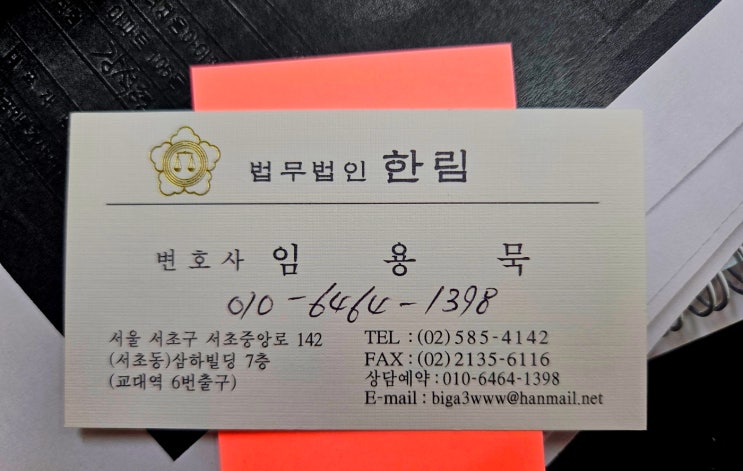 법무법인 한림
변호사 임용묵
010-6464-1398
서울 서초구 서초중앙로 142
(서초동)삼하빌딩 7층
(교대역 6번출구)
TEL : (02) 585-4142
FAX : (02) 2135-6116
상담예약 : 010-6464-1398
E-mail : biga3www@hanmail.net